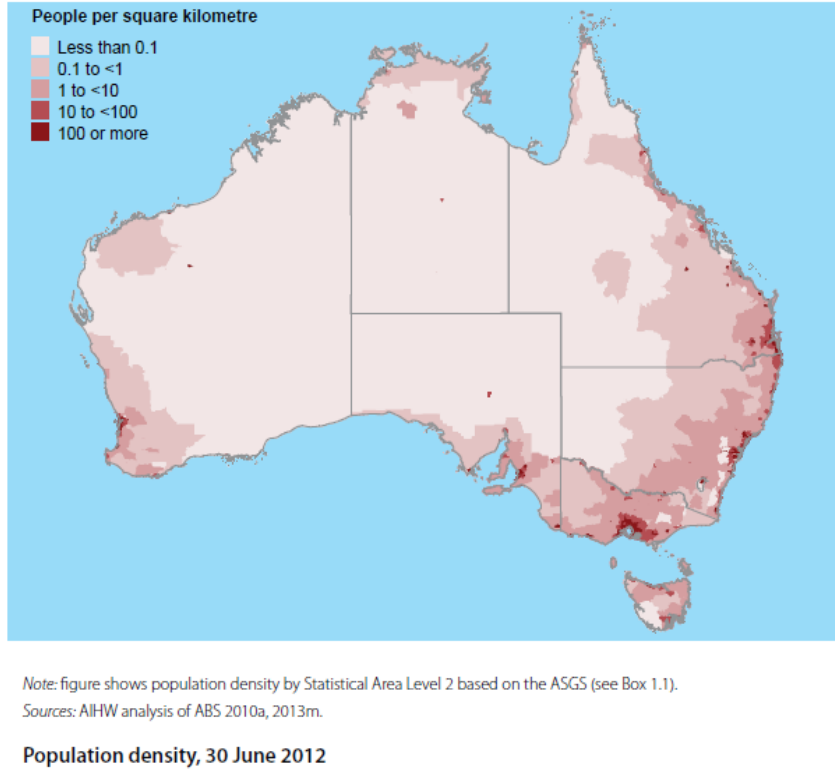 People per square kilometre
Less than 0.1
0.1 to <1
1 to <10
10 to <100
100 or more
Note: figure shows population density by Statistical Area Level 2 based on the ASGS (see Box 1.1).
Sources: AIHW analysis of ABS 2010a, 2013m.
Population density, 30 June 2012